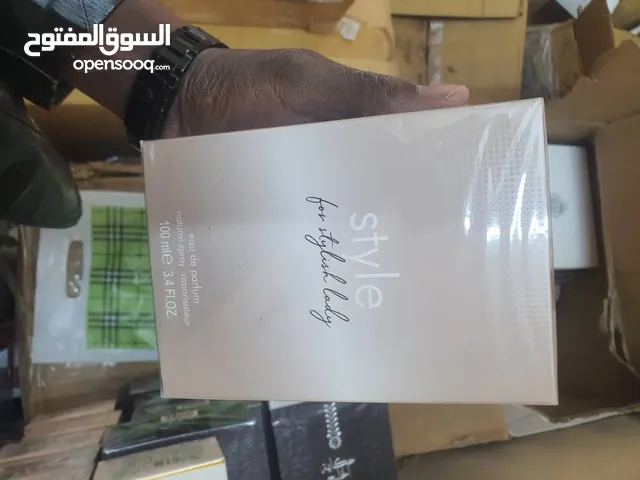 السوق المفتوح
opensooq.com
style
for stylish lady
eau de parfum
natural spray vaporisateur
100 ml e 3.4 Fl.OZ